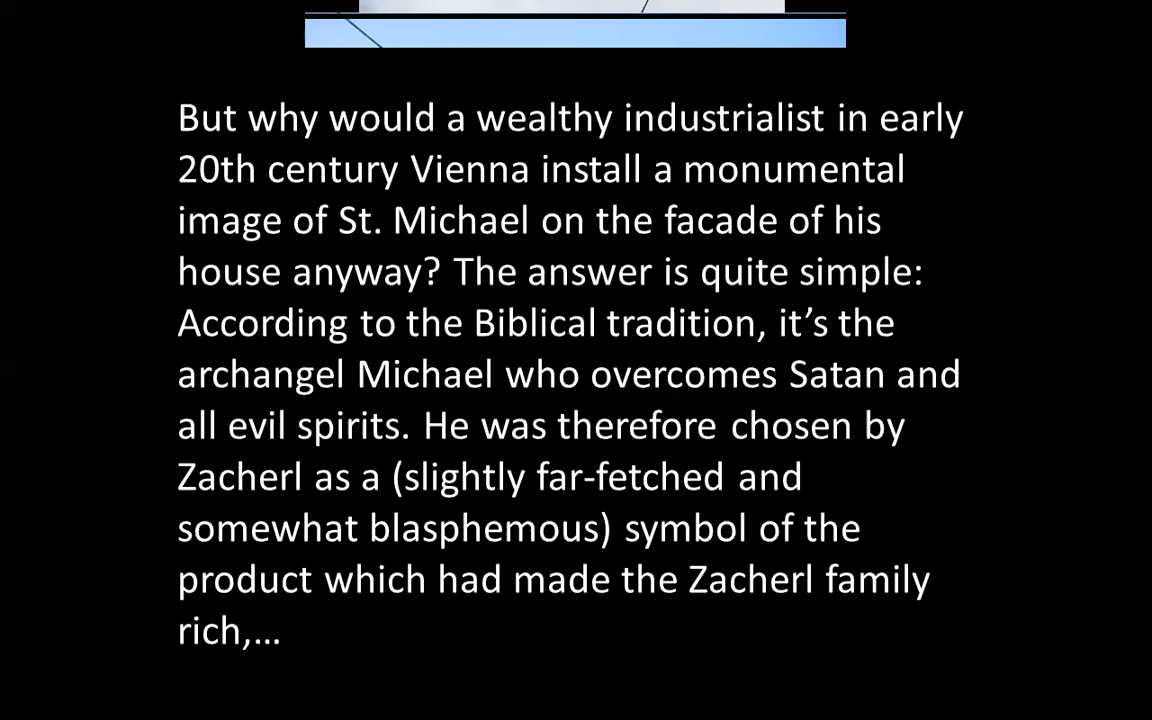 But why would a wealthy industrialist in early
20th century Vienna install a monumental
image of St. Michael on the facade of his
house anyway? The answer is quite simple:
According to the Biblical tradition, it’s the
archangel Michael who overcomes Satan and
all evil spirits. He was therefore chosen by
Zacherl as a (slightly far-fetched and
somewhat blasphemous) symbol of the
product which had made the Zacherl family
rich,…